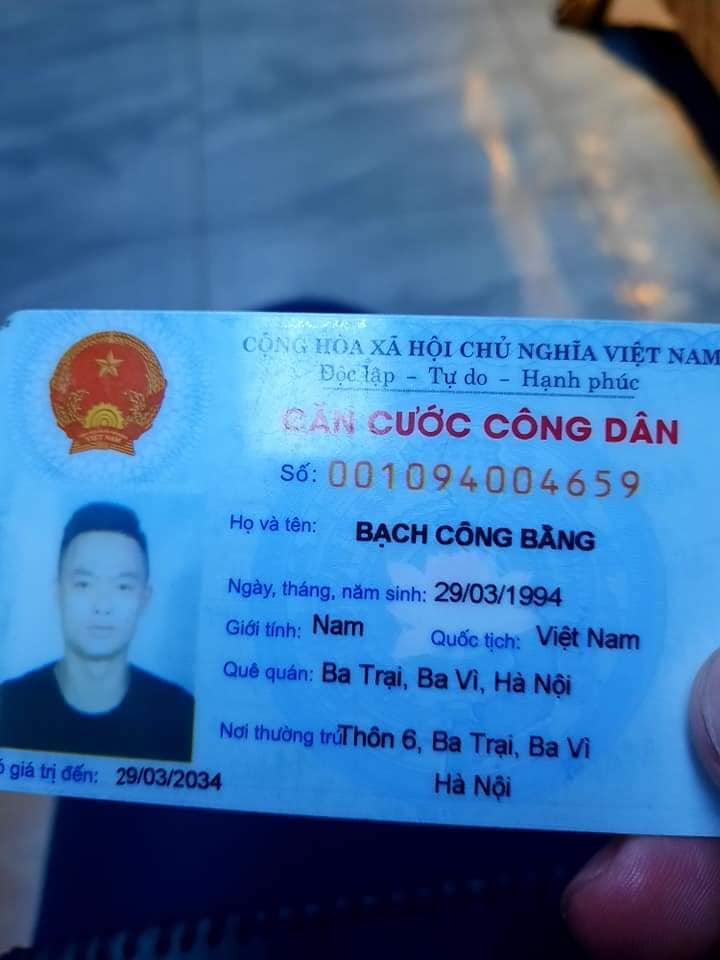 CỘNG HÒA XÃ HỘI CHỦ NGHĨA VIỆT NAM
Độc lập - Tự do - Hạnh phúc
CĂN CƯỚC CÔNG DÂN
Số: 001094004659
Họ và tên: BẠCH CÔNG BẰNG
Ngày, tháng, năm sinh: 29/03/1994
Giới tính: Nam Quốc tịch: Việt Nam
Quê quán: Ba Trại, Ba Vì, Hà Nội
Nơi thường trú Thôn 6, Ba Trại, Ba Vì
Hà Nội
ó giá trị đến: 29/03/2034
VIỆT NAM